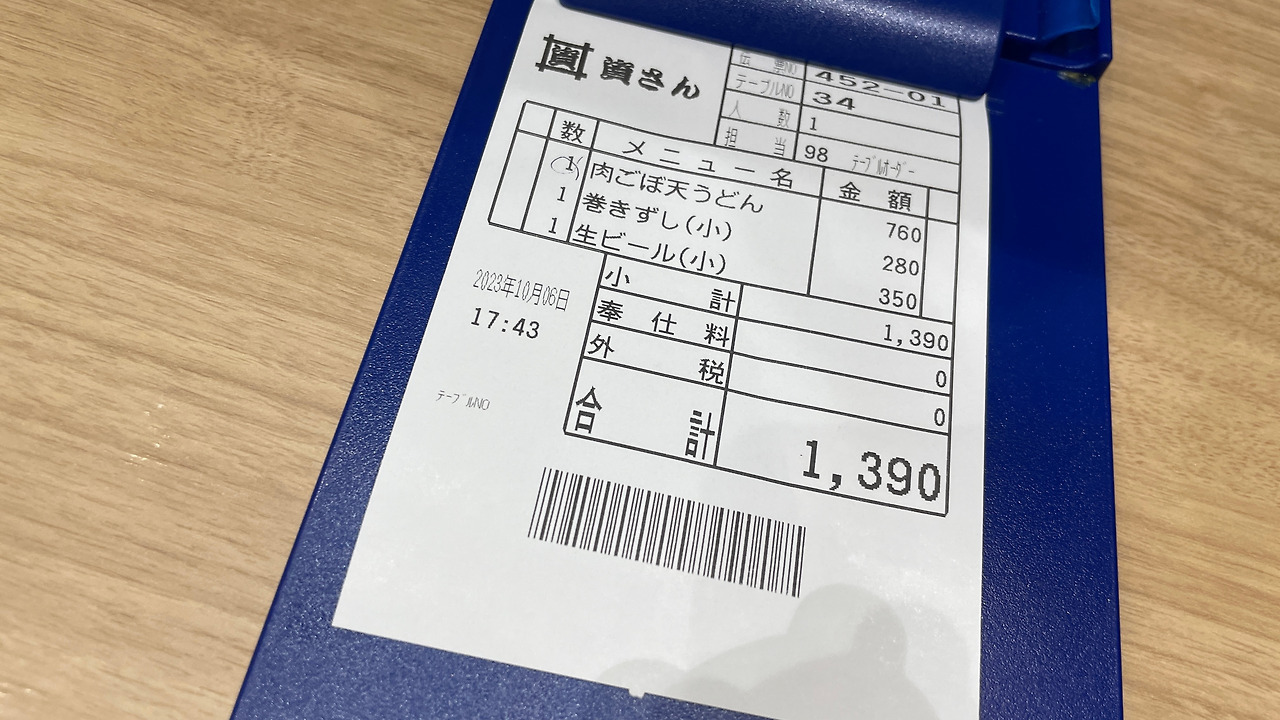 資 資さん
伝票NO 452-01
テーブルNO 34
人数 1
担当 98 テーブルオーダー
数 メニュー名 金額
1 肉ごぼ天うどん 760
1 巻きずし(小) 280
1 生ビール(小) 350
小計 1,390
奉仕料 0
外税 0
合計 1,390
2023年10月06日
17:43
テーブルNO